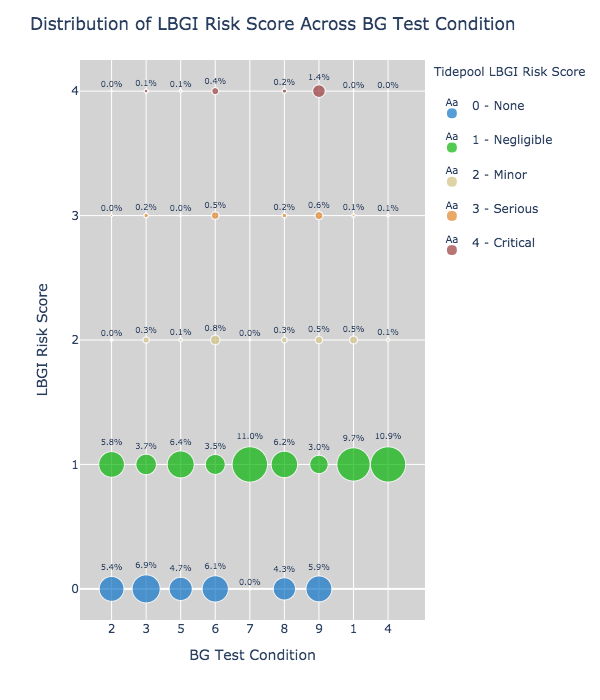 Distribution of LBGI Risk Score Across BG Test Condition
Tidepool LBGI Risk Score
Aa 0 - None
Aa 1 - Negligible
Aa 2 - Minor
Aa 3 - Serious
Aa 4 - Critical
LBGI Risk Score
4
0.0% 0.1% 0.1% 0.4% 0.2% 1.4% 0.0% 0.0%
3
0.0% 0.2% 0.0% 0.5% 0.2% 0.6% 0.1% 0.1%
2
0.0% 0.3% 0.1% 0.8% 0.0% 0.3% 0.5% 0.5% 0.1%
1
5.8% 3.7% 6.4% 3.5% 11.0% 6.2% 3.0% 9.7% 10.9%
0
5.4% 6.9% 4.7% 6.1% 0.0% 4.3% 5.9%
2 3 5 6 7 8 9 1 4
BG Test Condition